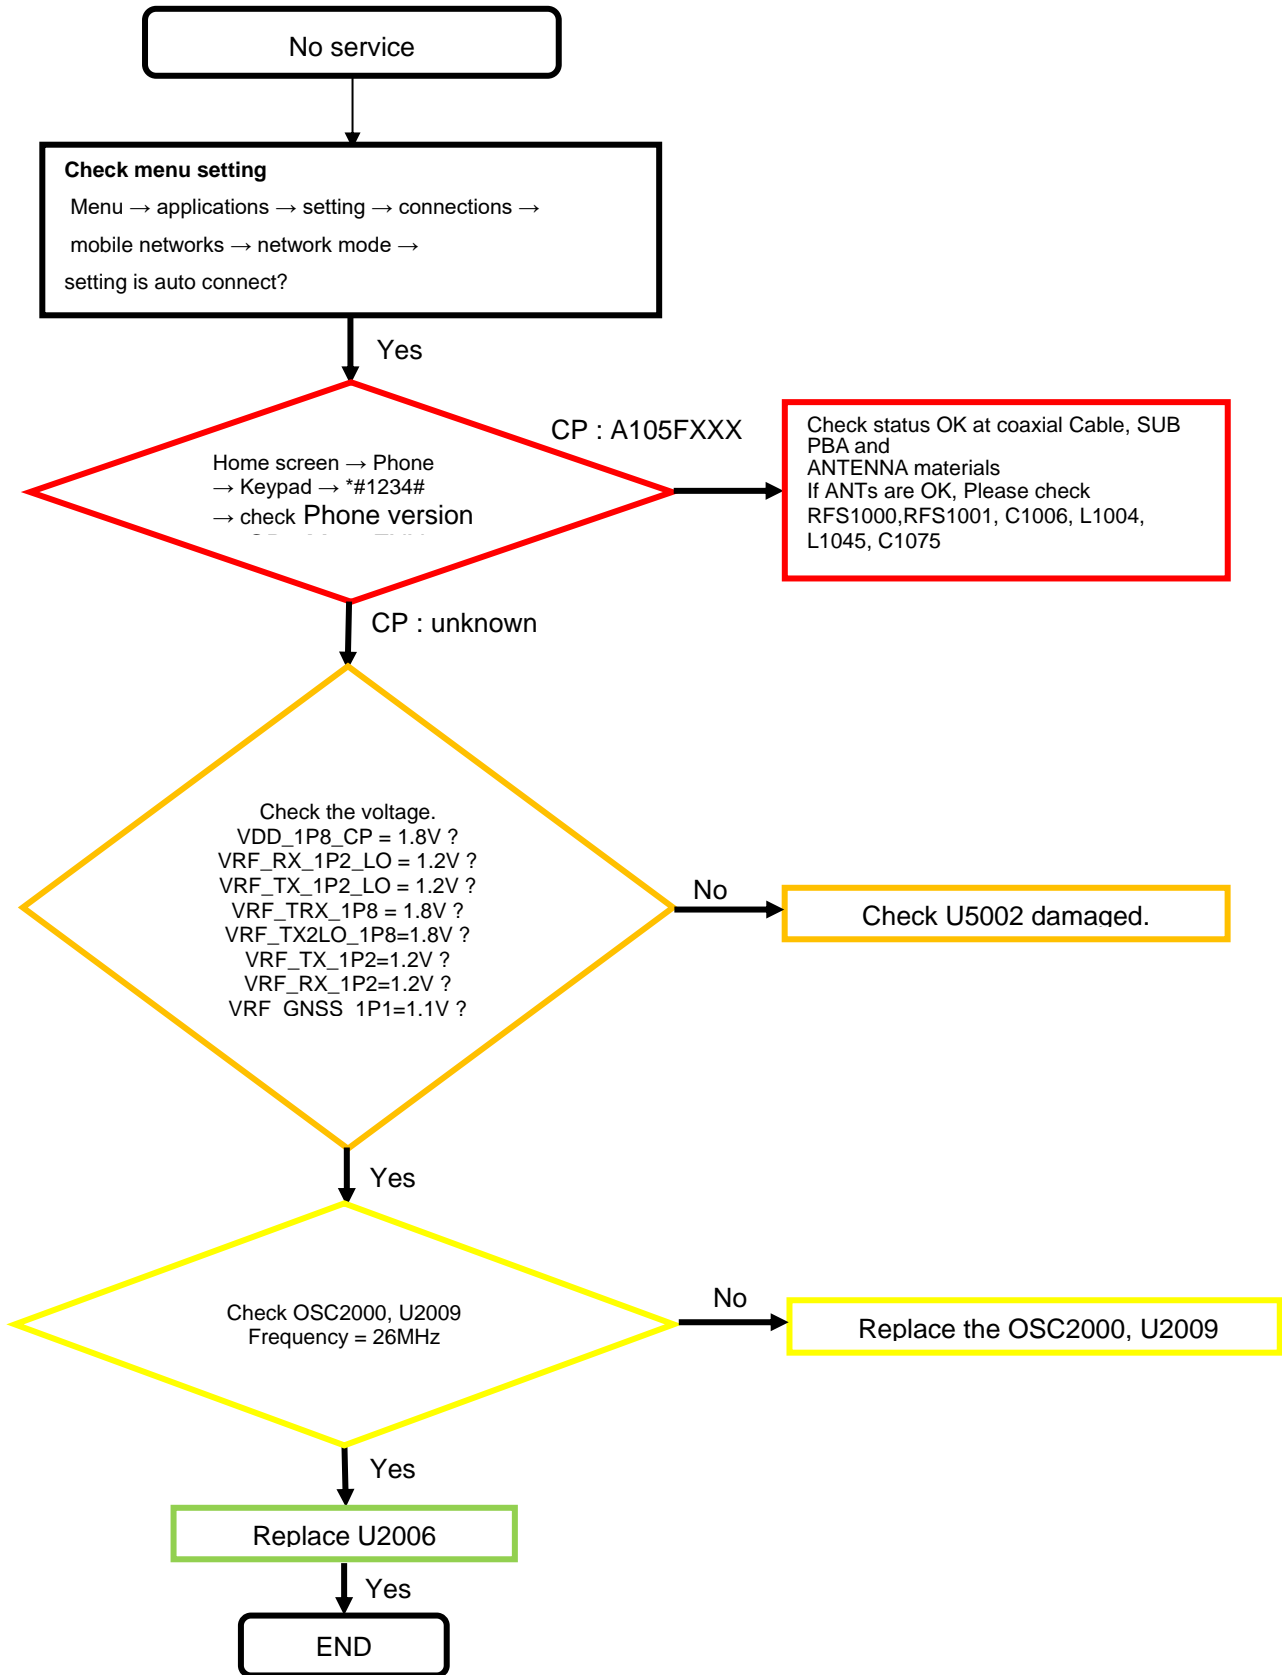 No service
Check menu setting
Menu → applications → setting → connections →
mobile networks → network mode →
setting is auto connect?
Yes
CP : A105FXXX
Home screen → Phone
→ Keypad → *#1234#
→ check Phone version
Check status OK at coaxial Cable, SUB
PBA and
ANTENNA materials
If ANTs are OK, Please check
RFS1000,RFS1001, C1006, L1004,
L1045, C1075
CP : unknown
Check the voltage.
VDD_1P8_CP = 1.8V ?
VRF_RX_1P2_LO = 1.2V ?
VRF_TX_1P2_LO = 1.2V ?
VRF_TRX_1P8 = 1.8V ?
VRF_TX2LO_1P8=1.8V ?
VRF_TX_1P2=1.2V ?
VRF_RX_1P2=1.2V ?
VRF_GNSS_1P1=1.1V ?
No
Check U5002 damaged.
Yes
Check OSC2000, U2009
Frequency = 26MHz
No
Replace the OSC2000, U2009
Yes
Replace U2006
Yes
END